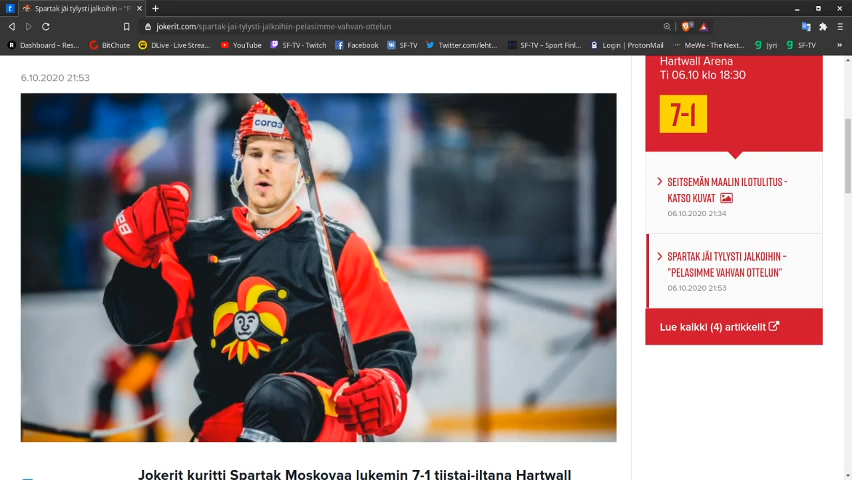 Spartak jäi tylysti jalkoihin – "P
jokerit.com/spartak-jai-tylysti-jalkoihin-pelasimme-vahvan-ottelun
Dashboard – Res...
BitChute
DLive · Live Strea...
YouTube
SF-TV - Twitch
Facebook
SF-TV
Twitter.com/leht...
SF-TV – Sport Finl...
Login | ProtonMail
MeWe - The Next...
Jyri
SF-TV
»
6.10.2020 21:53
cora3
Hartwall Arena
Ti 06.10 klo 18:30
7-1
SEITSEMÄN MAALIN ILOTULITUS -
KATSO KUVAT
06.10.2020 21:34
SPARTAK JÄI TYLYSTI JALKOIHIN –
"PELASIMME VAHVAN OTTELUN"
06.10.2020 21:53
Lue kaikki (4) artikkelit
Jokerit kuritti Spartak Moskovaa lukemin 7-1 tiistai-iltana Hartwall